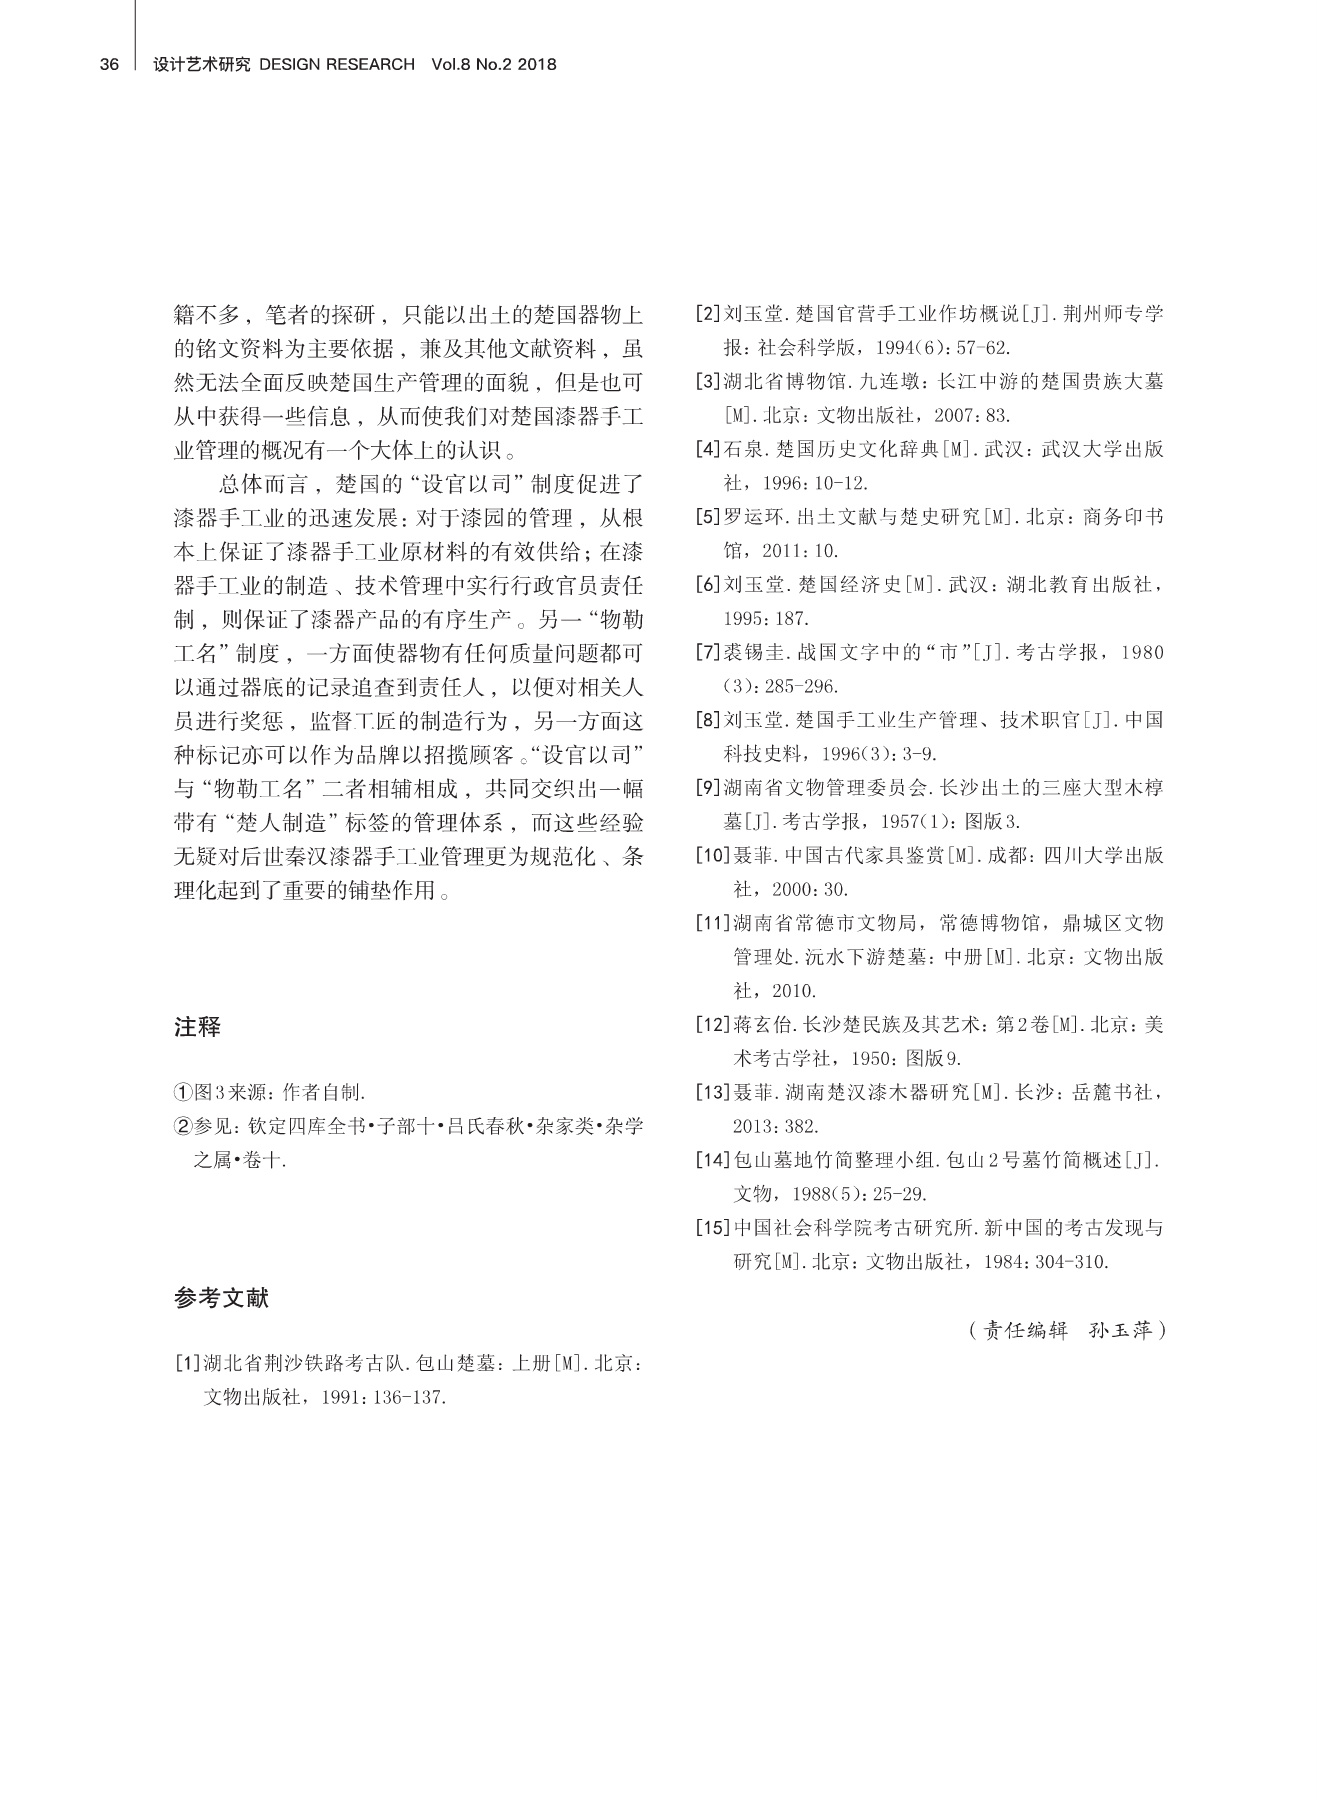 36 设计艺术研究 DESIGN RESEARCH Vol.8 No.2 2018
籍不多，笔者的探研，只能以出土的楚国器物上
的铭文资料为主要依据，兼及其他文献资料，虽
然无法全面反映楚国生产管理的面貌，但是也可
从中获得一些信息，从而使我们对楚国漆器手工
业管理的概况有一个大体上的认识。
总体而言，楚国的“设官以司”制度促进了
漆器手工业的迅速发展：对于漆园的管理，从根
本上保证了漆器手工业原材料的有效供给；在漆
器手工业的制造、技术管理中实行行政官员责任
制，则保证了漆器产品的有序生产。另一“物勒
工名”制度，一方面使器物有任何质量问题都可
以通过器底的记录追查到责任人，以便对相关人
员进行奖惩，监督工匠的制造行为，另一方面这
种标记亦可以作为品牌以招揽顾客。“设官以司”
与“物勒工名”二者相辅相成，共同交织出一幅
带有“楚人制造”标签的管理体系，而这些经验
无疑对后世秦汉漆器手工业管理更为规范化、条
理化起到了重要的铺垫作用。
注释
①图3来源：作者自制.
②参见：钦定四库全书•子部十•吕氏春秋•杂家类•杂学
之属•卷十.
参考文献
[1]湖北省荆沙铁路考古队.包山楚墓：上册[M].北京：
文物出版社，1991：136-137.
[2]刘玉堂.楚国官营手工业作坊概说[J].荆州师专学
报：社会科学版，1994(6)：57-62.
[3]湖北省博物馆.九连墩：长江中游的楚国贵族大墓
[M].北京：文物出版社，2007：83.
[4]石泉.楚国历史文化辞典[M].武汉：武汉大学出版
社，1996：10-12.
[5]罗运环.出土文献与楚史研究[M].北京：商务印书
馆，2011：10.
[6]刘玉堂.楚国经济史[M].武汉：湖北教育出版社，
1995：187.
[7]裘锡圭.战国文字中的“市”[J].考古学报，1980
(3)：285-296.
[8]刘玉堂.楚国手工业生产管理、技术职官[J].中国
科技史料，1996(3)：3-9.
[9]湖南省文物管理委员会.长沙出土的三座大型木椁
墓[J].考古学报，1957(1)：图版3.
[10]聂菲.中国古代家具鉴赏[M].成都：四川大学出版
社，2000：30.
[11]湖南省常德市文物局，常德博物馆，鼎城区文物
管理处.沅水下游楚墓：中册[M].北京：文物出版
社，2010.
[12]蒋玄佁.长沙楚民族及其艺术：第2卷[M].北京：美
术考古学社，1950：图版9.
[13]聂菲.湖南楚汉漆木器研究[M].长沙：岳麓书社，
2013：382.
[14]包山墓地竹简整理小组.包山2号墓竹简概述[J].
文物，1988(5)：25-29.
[15]中国社会科学院考古研究所.新中国的考古发现与
研究[M].北京：文物出版社，1984：304-310.
（责任编辑 孙玉萍）